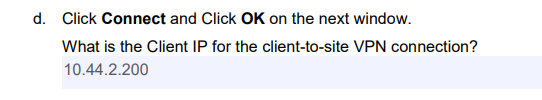 d. Click Connect and Click OK on the next window.
What is the Client IP for the client-to-site VPN connection?
10.44.2.200